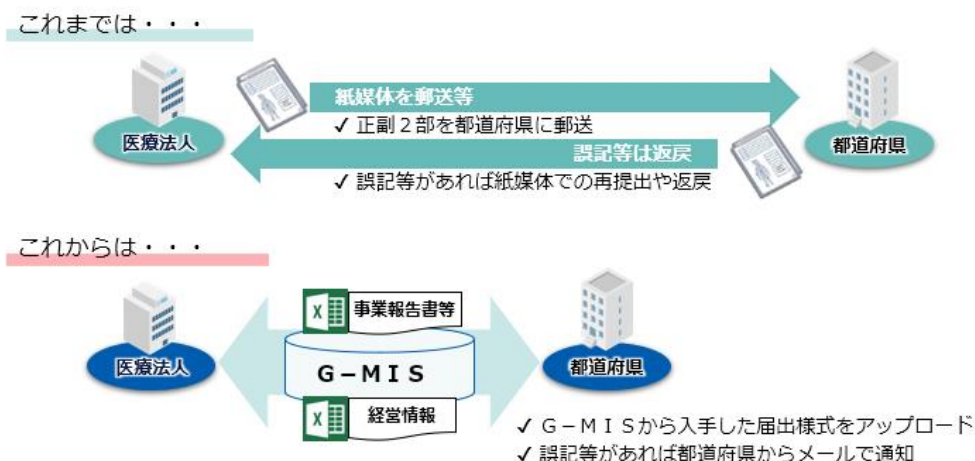 これまでは・・・
紙媒体を郵送等
✓ 正副２部を都道府県に郵送
医療法人
都道府県
誤記等は返戻
✓ 誤記等があれば紙媒体での再提出や返戻
これからは・・・
事業報告書等
医療法人
Ｇ－ＭＩＳ
都道府県
経営情報
✓ Ｇ－ＭＩＳから入手した届出様式をアップロード
✓ 誤記等があれば都道府県からメールで通知